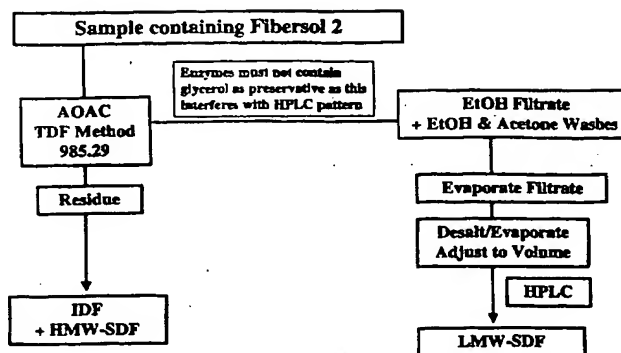 Sample containing Fibersol 2
Enzymes must not contain
glycerol as preservative as this
interferes with HPLC pattern
AOAC
TDF Method
985.29
EtOH Filtrate
+ EtOH & Acetone Washes
Residue
Evaporate Filtrate
Desalt/Evaporate
Adjust to Volume
HPLC
IDF
+ HMW-SDF
LMW-SDF